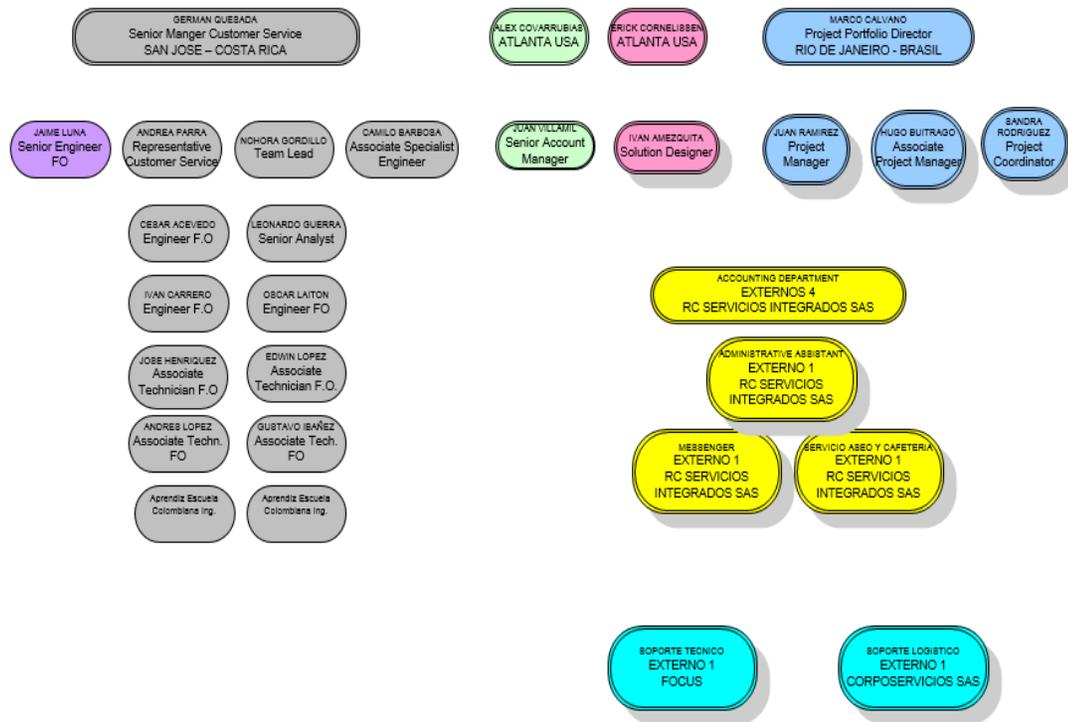 GERMAN QUESADA
Senior Manger Customer Service
SAN JOSE – COSTA RICA
ALEX COVARRUBIAS
ATLANTA USA
ERICK CORNELISSEN
ATLANTA USA
MARCO CALVANO
Project Portfolio Director
RIO DE JANEIRO - BRASIL
JAIME LUNA
Senior Engineer
FO
ANDREA PARRA
Representative
Customer Service
NOHORA GORDILLO
Team Lead
CAMILO BARBOSA
Associate Specialist
Engineer
JUAN VILLAMIL
Senior Account
Manager
IVAN AMEZQUITA
Solution Designer
JUAN RAMIREZ
Project
Manager
HUGO BUITRAGO
Associate
Project Manager
SANDRA
RODRIGUEZ
Project
Coordinator
CESAR ACEVEDO
Engineer F.O
LEONARDO GUERRA
Senior Analyst
IVAN CARRERO
Engineer F.O
OSCAR LAITON
Engineer FO
JOSE HENRIQUEZ
Associate
Technician F.O
EDWIN LOPEZ
Associate
Technician F.O.
ANDRES LOPEZ
Associate Techn.
FO
GUSTAVO IBAÑEZ
Associate Tech.
FO
Aprendiz Escuela
Colombiana Ing.
Aprendiz Escuela
Colombiana Ing.
ACCOUNTING DEPARTMENT
EXTERNOS 4
RC SERVICIOS INTEGRADOS SAS
ADMINISTRATIVE ASSISTANT
EXTERNO 1
RC SERVICIOS
INTEGRADOS SAS
MESSENGER
EXTERNO 1
RC SERVICIOS
INTEGRADOS SAS
SERVICIO ASEO Y CAFETERIA
EXTERNO 1
RC SERVICIOS
INTEGRADOS SAS
SOPORTE TECNICO
EXTERNO 1
FOCUS
SOPORTE LOGISTICO
EXTERNO 1
CORPOSERVICIOS SAS